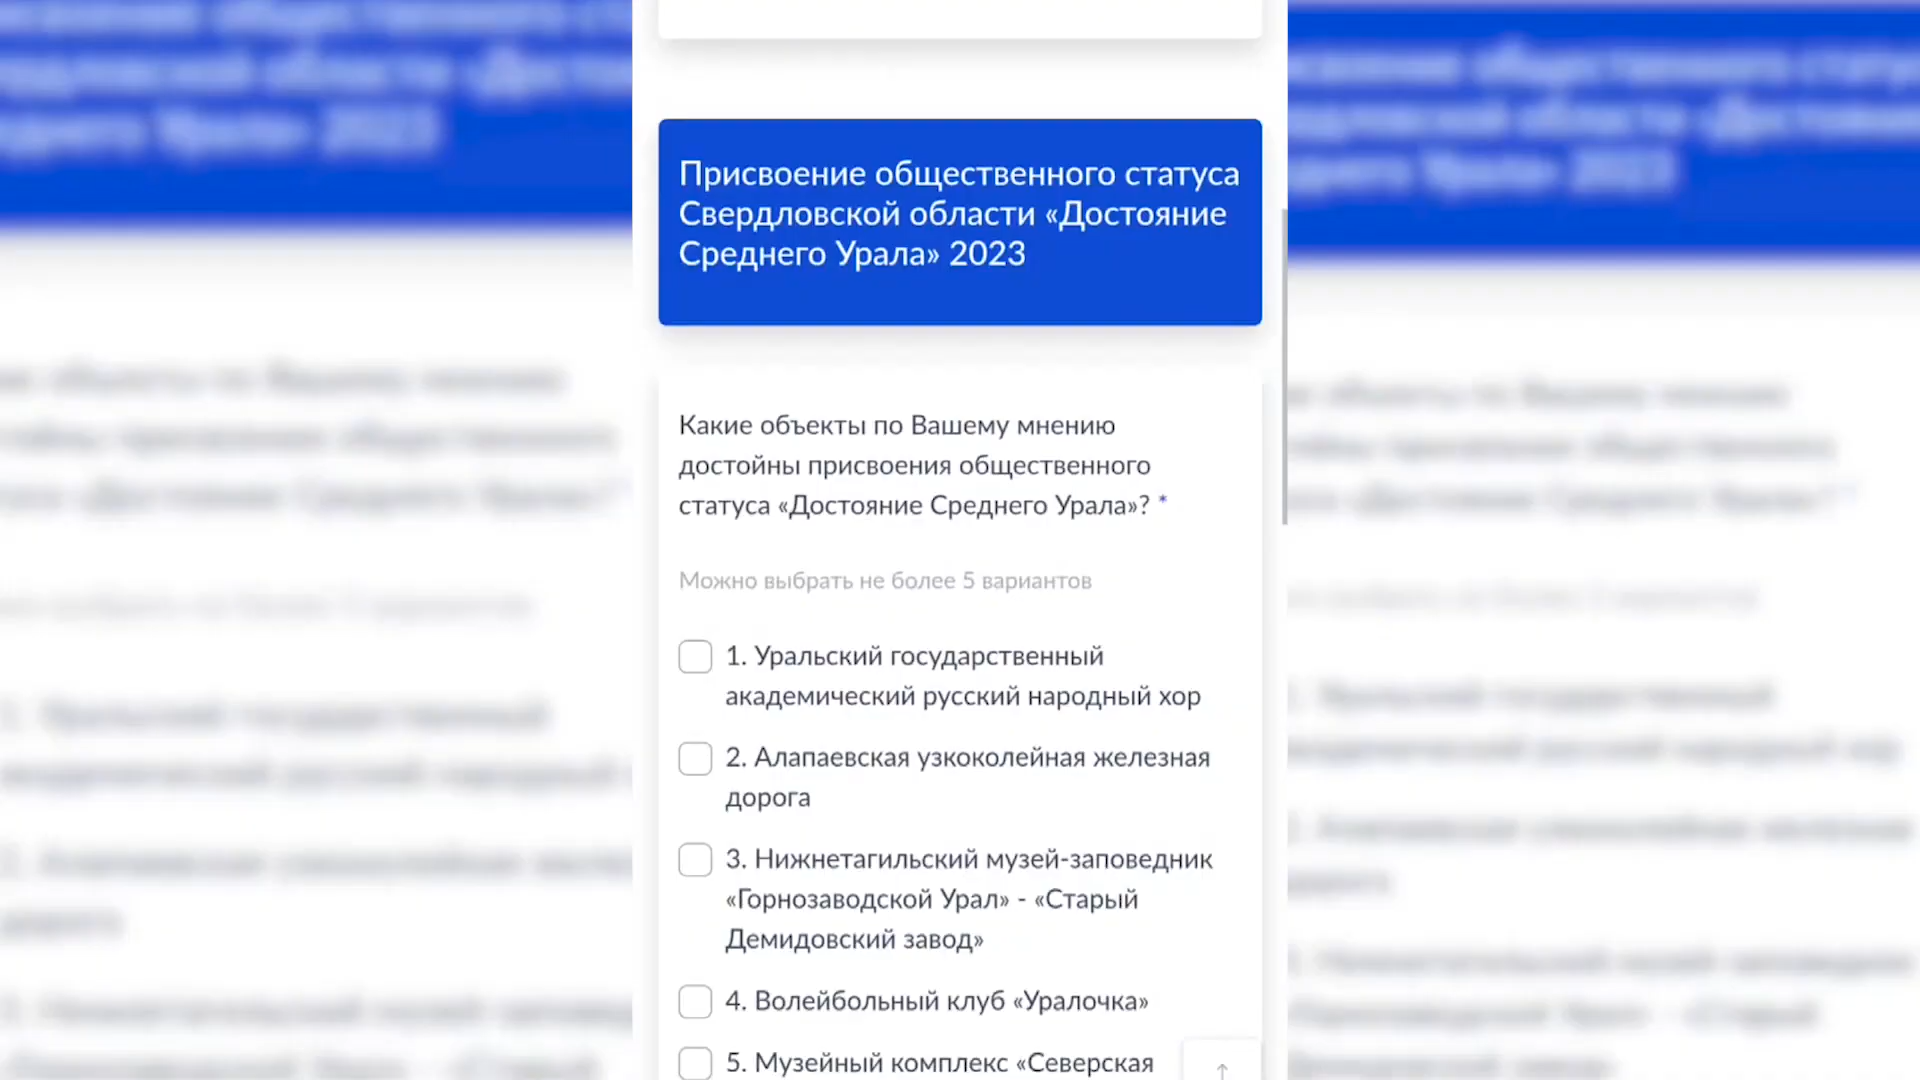 Присвоение общественного статуса
Свердловской области «Достояние
Среднего Урала» 2023
Какие объекты по Вашему мнению
достойны присвоения общественного
статуса «Достояние Среднего Урала»? *
Можно выбрать не более 5 вариантов
1. Уральский государственный
академический русский народный хор
2. Алапаевская узкоколейная железная
дорога
3. Нижнетагильский музей-заповедник
«Горнозаводской Урал» - «Старый
Демидовский завод»
4. Волейбольный клуб «Уралочка»
5. Музейный комплекс «Северская